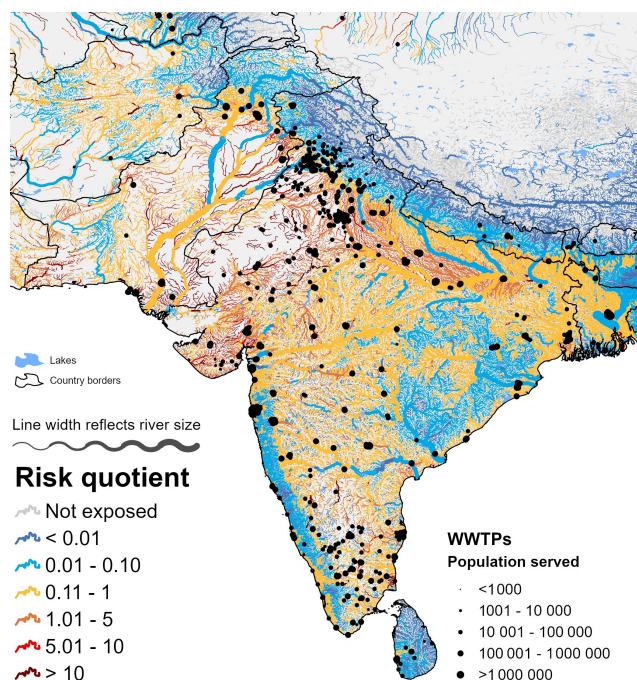 Lakes
Country borders
Line width reflects river size
Risk quotient
Not exposed
< 0.01
0.01 - 0.10
0.11 - 1
1.01 - 5
5.01 - 10
> 10
WWTPs
Population served
<1000
1001 - 10 000
10 001 - 100 000
100 001 - 1000 000
>1000 000